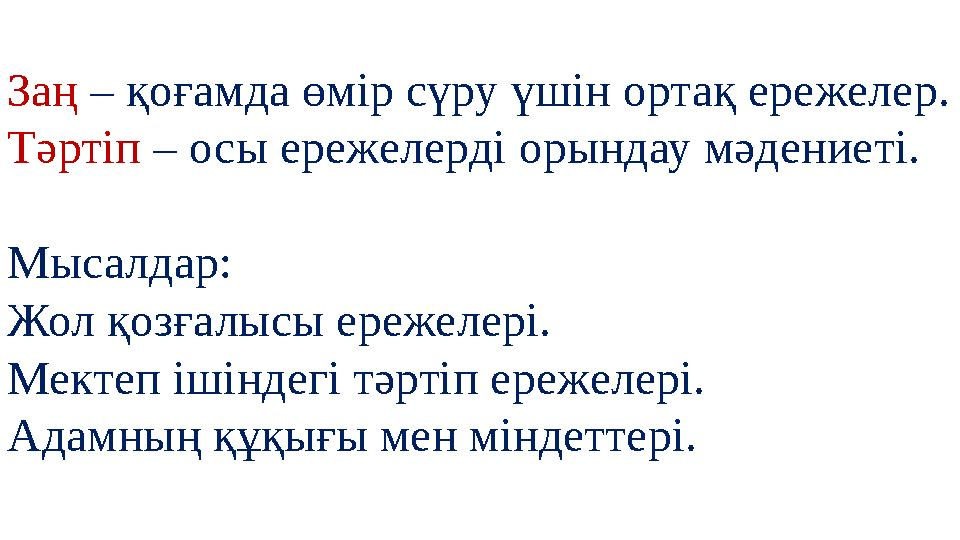 Заң – қоғамда өмір сүру үшін ортақ ережелер.
Тәртіп – осы ережелерді орындау мәдениеті.
Мысалдар:
Жол қозғалысы ережелері.
Мектеп ішіндегі тәртіп ережелері.
Адамның құқығы мен міндеттері.